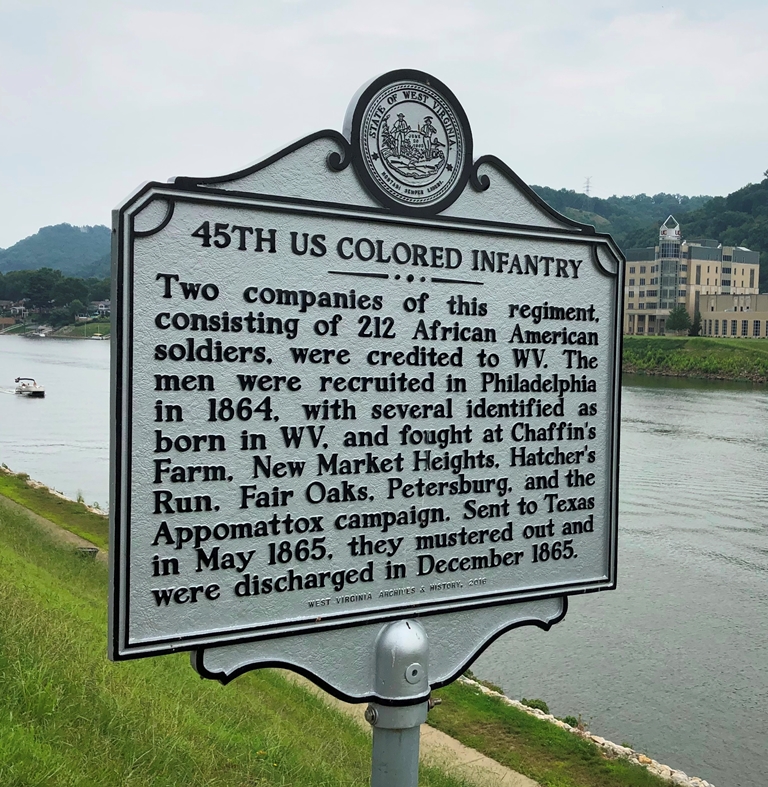 STATE OF WEST VIRGINIA
MONTANI SEMPER LIBERI
45TH US COLORED INFANTRY
Two companies of this regiment,
consisting of 212 African American
soldiers, were credited to WV. The
men were recruited in Philadelphia
in 1864, with several identified as
born in WV, and fought at Chaffin's
Farm, New Market Heights, Hatcher's
Run, Fair Oaks, Petersburg, and the
Appomattox campaign. Sent to Texas
in May 1865, they mustered out and
were discharged in December 1865.
WEST VIRGINIA ARCHIVES & HISTORY, 2016